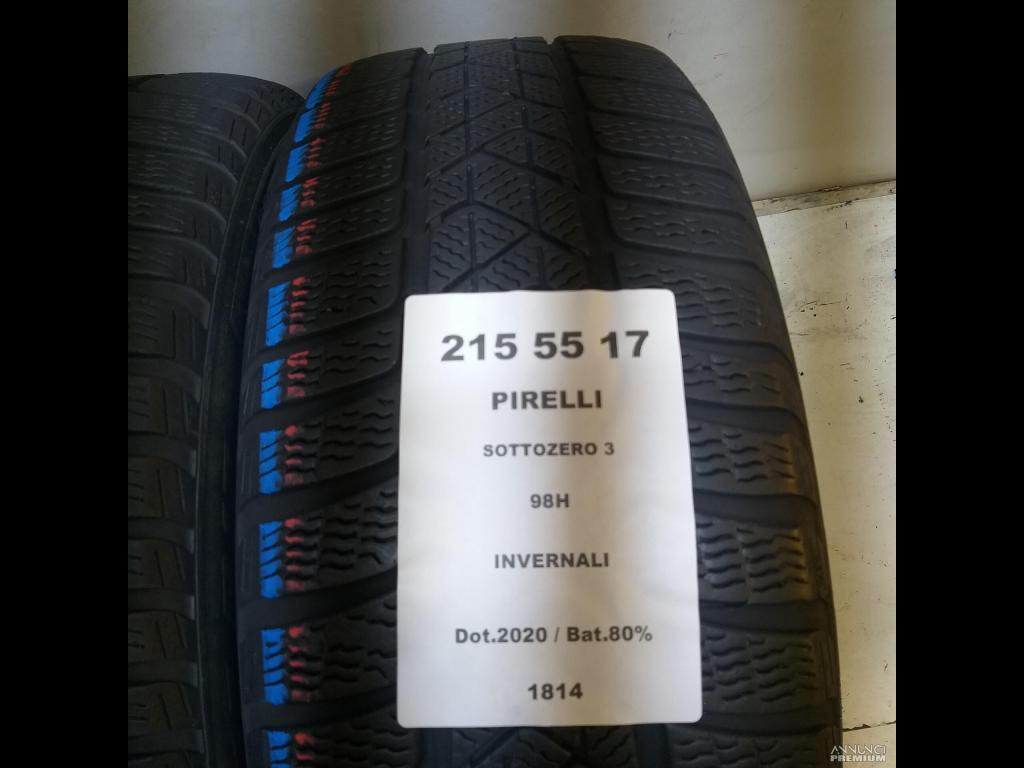 215 55 17
PIRELLI
SOTTOZERO 3
98H
INVERNALI
Dot.2020 / Bat.80%
1814
ANNUNCI
PREMIUM